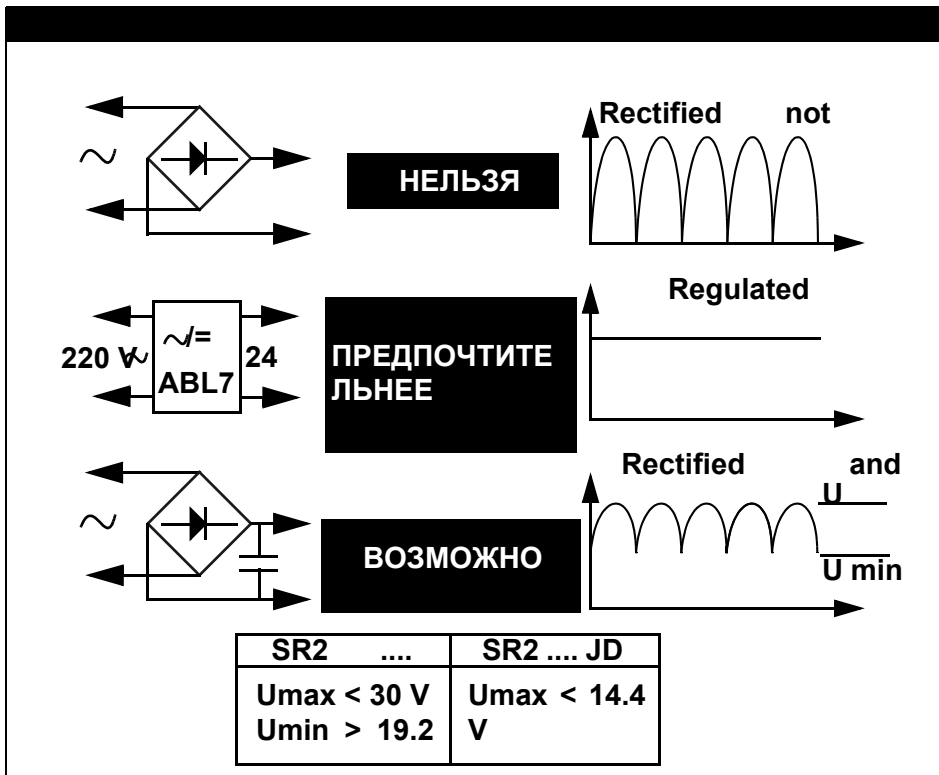 Rectified not
НЕЛЬЗЯ
Regulated
220 V ~
~/=
ABL7
24
ПРЕДПОЧТИТЕ
ЛЬНЕЕ
Rectified and
U
U min
ВОЗМОЖНО
SR2 ....
SR2 .... JD
Umax < 30 V
Umin > 19.2
Umax < 14.4
V